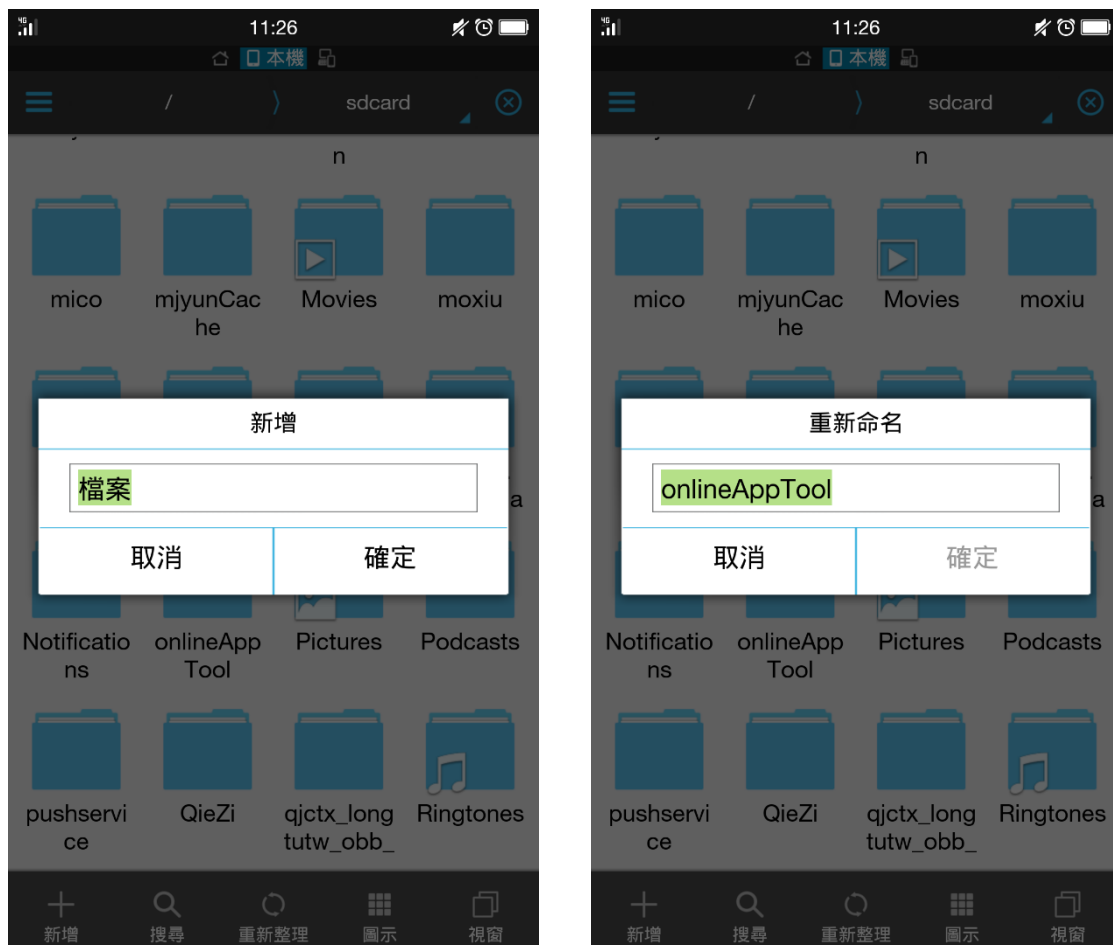 4G
11:26
本機
/ 〉 sdcard
n
mico mjyunCac Movies moxiu
he
新增
檔案
a
取消 確定
Notificatio onlineApp Pictures Podcasts
ns Tool
pushservi QieZi qjctx_long Ringtones
ce tutw_obb_
新增 搜尋 重新整理 圖示 視窗
4G
11:26
本機
/ 〉 sdcard
n
mico mjyunCac Movies moxiu
he
重新命名
onlineAppTool
a
取消 確定
Notificatio onlineApp Pictures Podcasts
ns Tool
pushservi QieZi qjctx_long Ringtones
ce tutw_obb_
新增 搜尋 重新整理 圖示 視窗